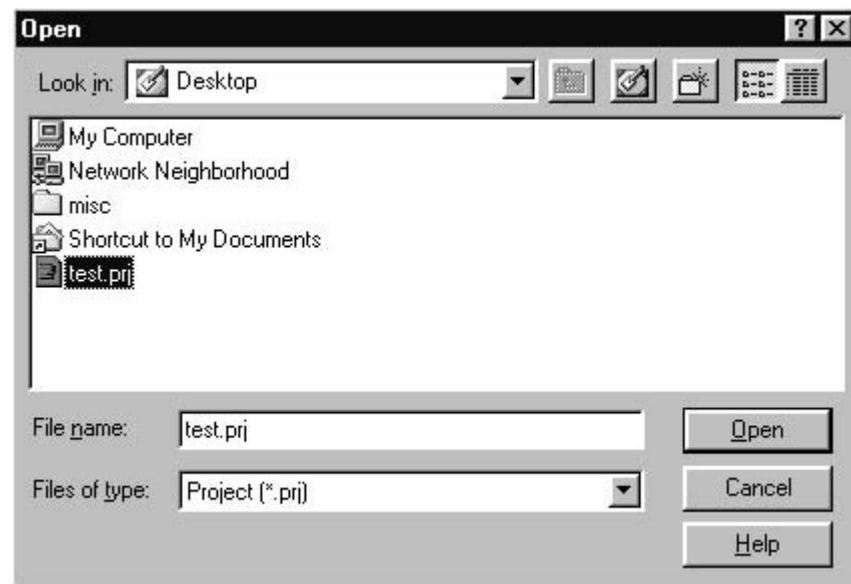 Open
Look in: Desktop
My Computer
Network Neighborhood
misc
Shortcut to My Documents
test.prj
File name: test.prj Open
Files of type: Project (*.prj) Cancel
Help